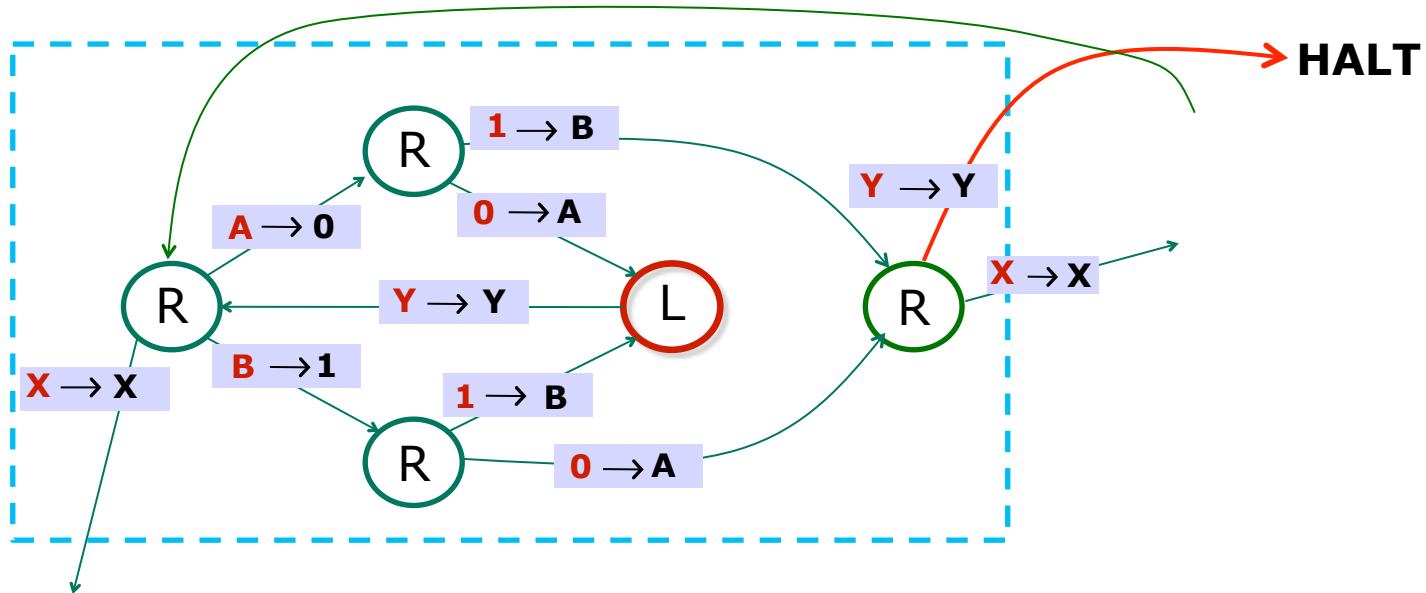 HALT
R
1 → B
Y → Y
0 → A
A → 0
X → X
R
Y → Y
L
R
B → 1
X → X
1 → B
R
0 → A